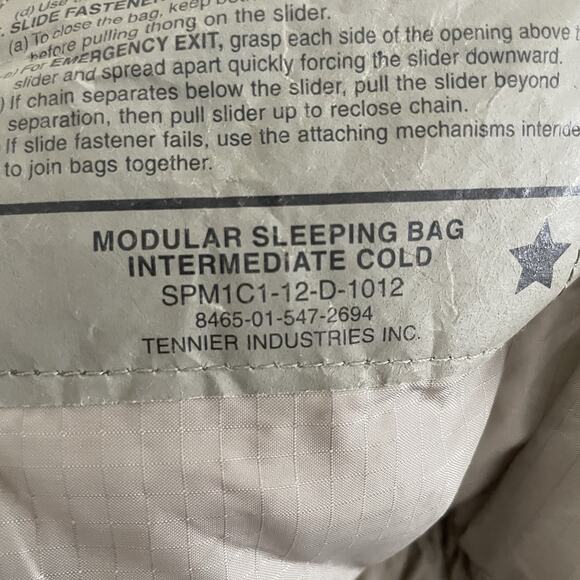 (d) Use
SLIDE FASTENER
(a) To close the bag, keep
before pulling thong on the slider.
For EMERGENCY EXIT, grasp each side of the opening above
slider and spread apart quickly forcing the slider downward.
) If chain separates below the slider, pull the slider beyond
separation, then pull slider up to reclose chain.
If slide fastener fails, use the attaching mechanisms intende
to join bags together.
MODULAR SLEEPING BAG
INTERMEDIATE COLD
SPM1C1-12-D-1012
8465-01-547-2694
TENNIER INDUSTRIES INC.